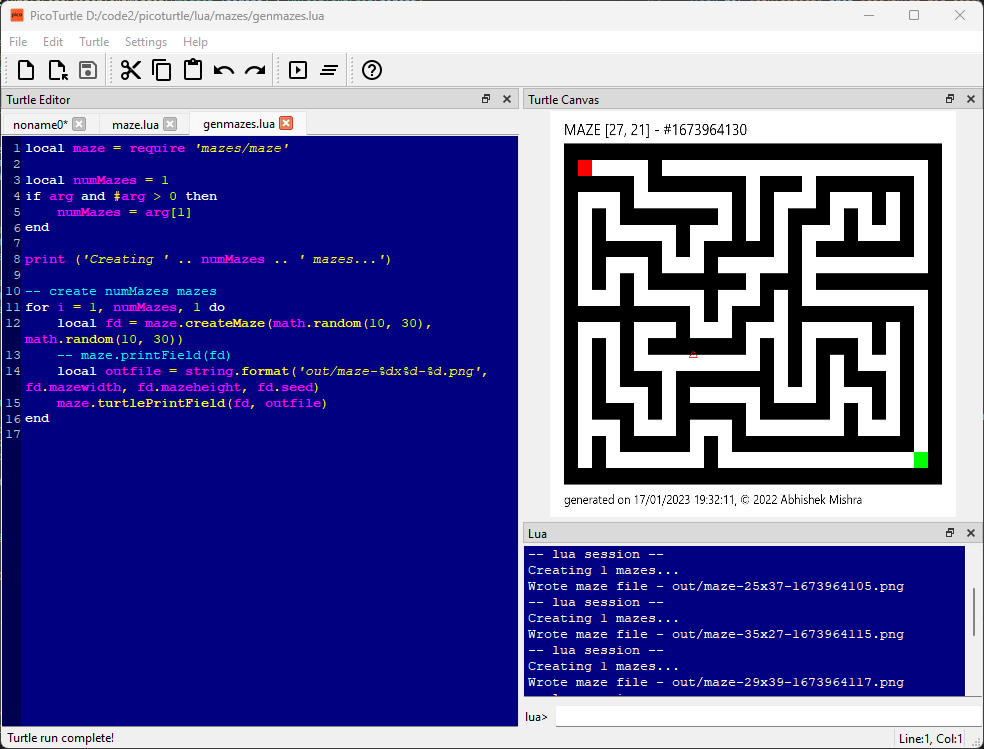 PicoTurtle D:/code2/picoturtle/lua/mazes/genmazes.lua
File Edit Turtle Settings Help
Turtle Editor
noname0* maze.lua genmazes.lua
1 local maze = require 'mazes/maze'
2
3 local numMazes = 1
4 if arg and #arg > 0 then
5     numMazes = arg[1]
6 end
7
8 print ('Creating ' .. numMazes .. ' mazes...')
9
10 -- create numMazes mazes
11 for i = 1, numMazes, 1 do
12     local fd = maze.createMaze(math.random(10, 30),
math.random(10, 30))
13     -- maze.printField(fd)
14     local outfile = string.format('out/maze-%dx%d-%d.png',
fd.mazewidth, fd.mazeheight, fd.seed)
15     maze.turtlePrintField(fd, outfile)
16 end
17
Turtle Canvas
MAZE [27, 21] - #1673964130
generated on 17/01/2023 19:32:11, © 2022 Abhishek Mishra
Lua
-- lua session --
Creating 1 mazes...
Wrote maze file - out/maze-25x37-1673964105.png
-- lua session --
Creating 1 mazes...
Wrote maze file - out/maze-35x27-1673964115.png
-- lua session --
Creating 1 mazes...
Wrote maze file - out/maze-29x39-1673964117.png
lua>
Turtle run complete!
Line:1, Col:1